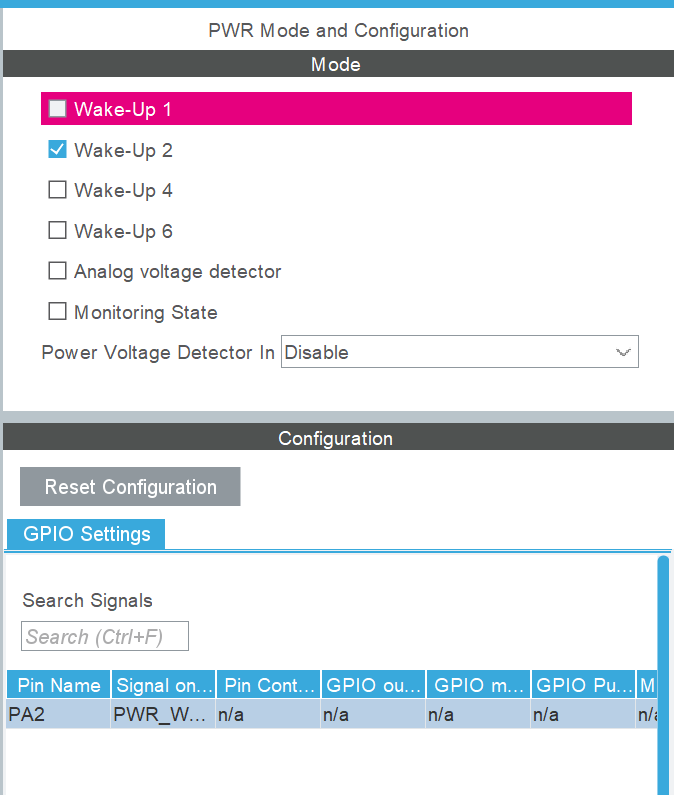 PWR Mode and Configuration
Mode
Wake-Up 1
Wake-Up 2
Wake-Up 4
Wake-Up 6
Analog voltage detector
Monitoring State
Power Voltage Detector In Disable
Configuration
Reset Configuration
GPIO Settings
Search Signals
Search (Ctrl+F)
Pin Name Signal on... Pin Cont... GPIO ou... GPIO m... GPIO Pu... M
PA2 PWR_W... n/a n/a n/a n/a n/a